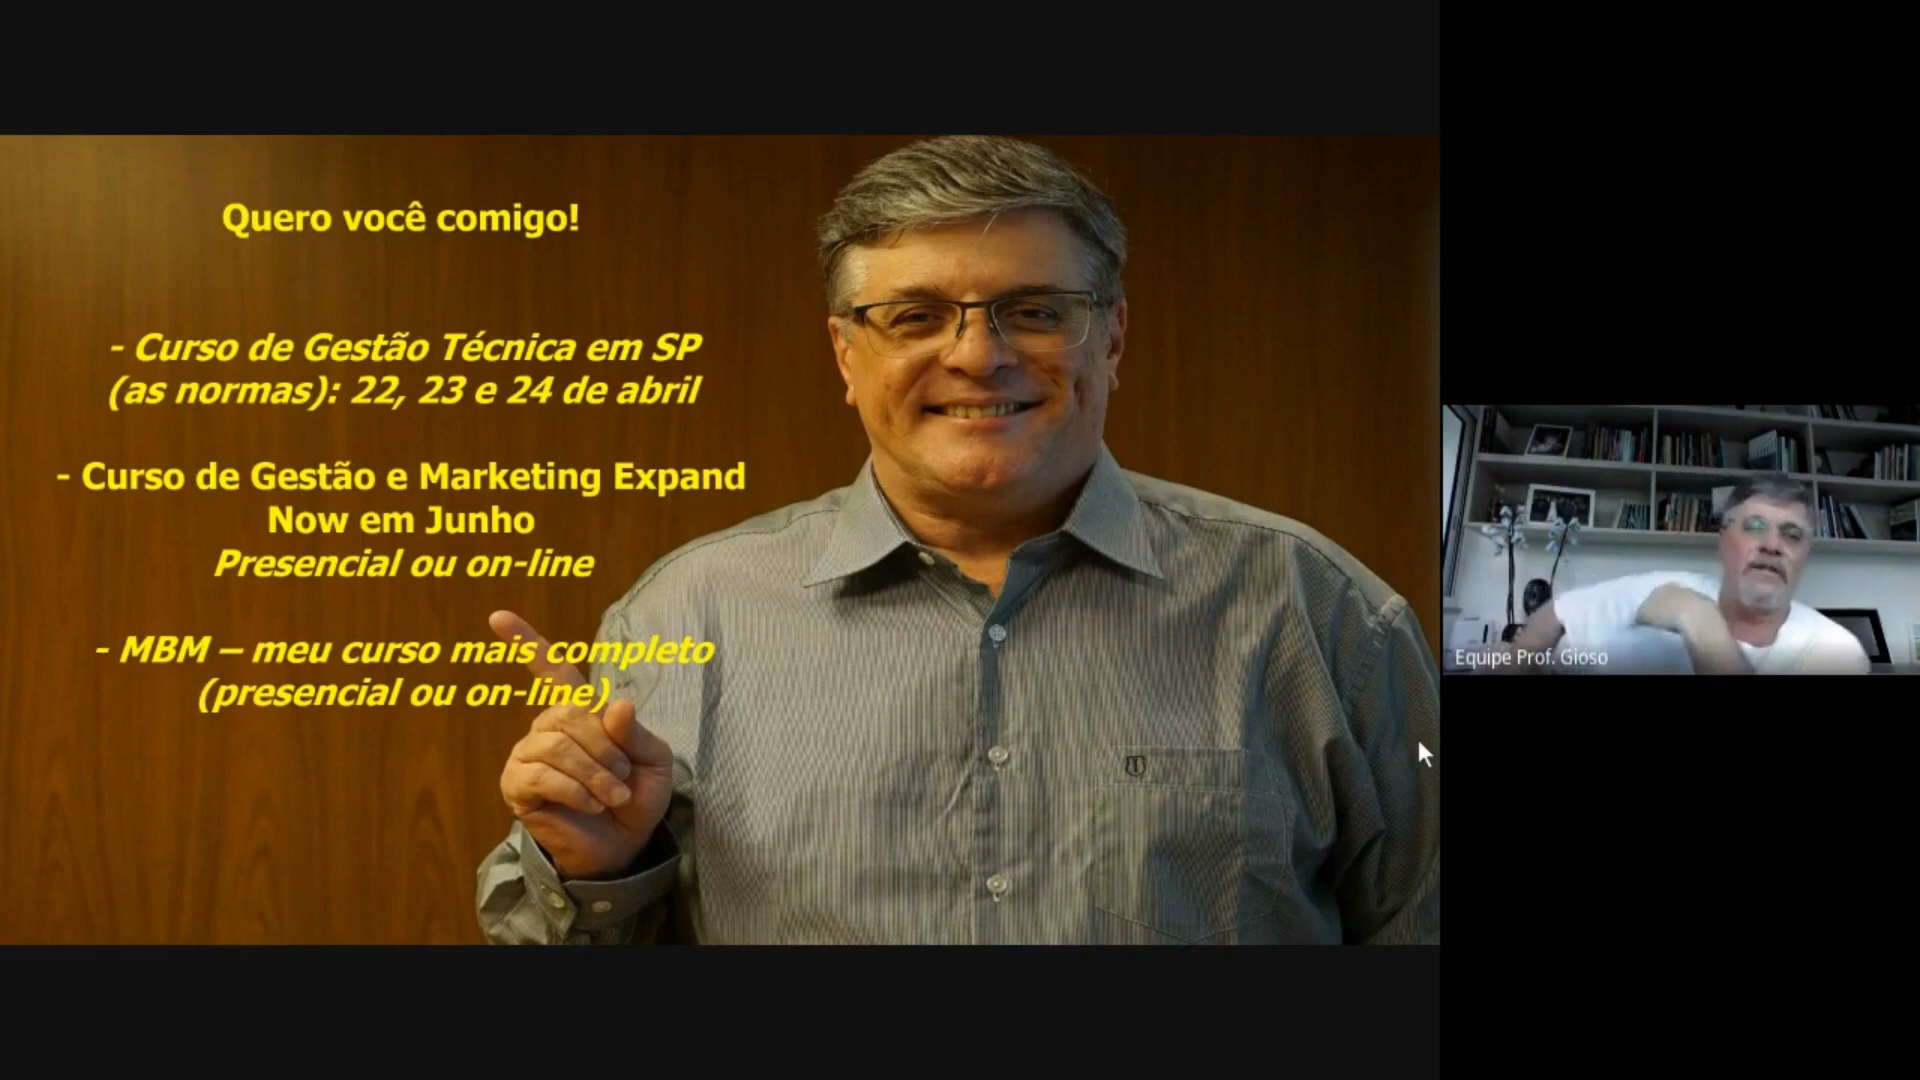 Quero você comigo!
- Curso de Gestão Técnica em SP
(as normas): 22, 23 e 24 de abril
- Curso de Gestão e Marketing Expand
Now em Junho
Presencial ou on-line
- MBM – meu curso mais completo
(presencial ou on-line)
Equipe Prof. Gioso